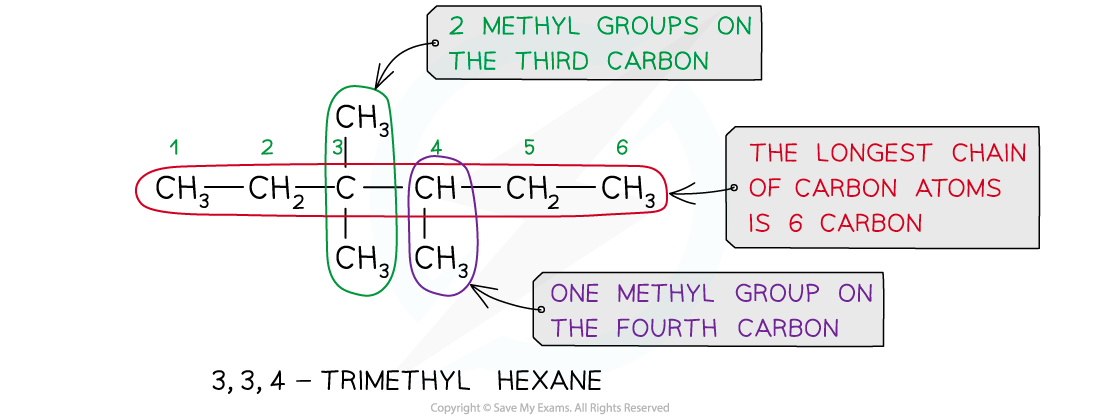 2 METHYL GROUPS ON
THE THIRD CARBON
CH3
1 2 3 4 5 6
CH3—CH2—C—CH—CH2—CH3
THE LONGEST CHAIN
OF CARBON ATOMS
IS 6 CARBON
CH3 CH3
ONE METHYL GROUP ON
THE FOURTH CARBON
3, 3, 4 – TRIMETHYL HEXANE
Copyright © Save My Exams. All Rights Reserved